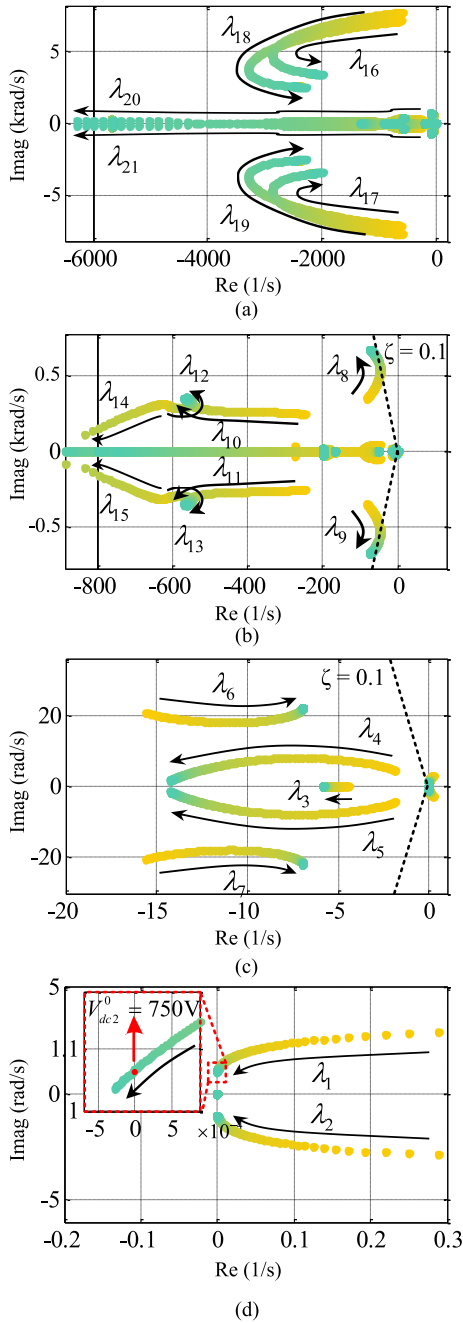 5
0
-5
Imag (krad/s)
λ18
λ16
λ20
λ21
λ17
λ19
-6000
-4000
-2000
0
Re (1/s)
(a)
0.5
0
-0.5
Imag (krad/s)
λ12
λ14
λ8
ζ = 0.1
λ10
λ11
λ15
λ13
λ9
-800
-600
-400
-200
0
Re (1/s)
(b)
20
0
-20
Imag (rad/s)
λ6
ζ = 0.1
λ4
λ3
λ5
λ7
-20
-15
-10
-5
0
Re (1/s)
(c)
5
0
-5
Imag (rad/s)
V⁰dc2 = 750V
1.1
1
-5
0
5
×10⁻
λ1
λ2
-0.2
-0.1
0
0.1
0.2
0.3
Re (1/s)
(d)